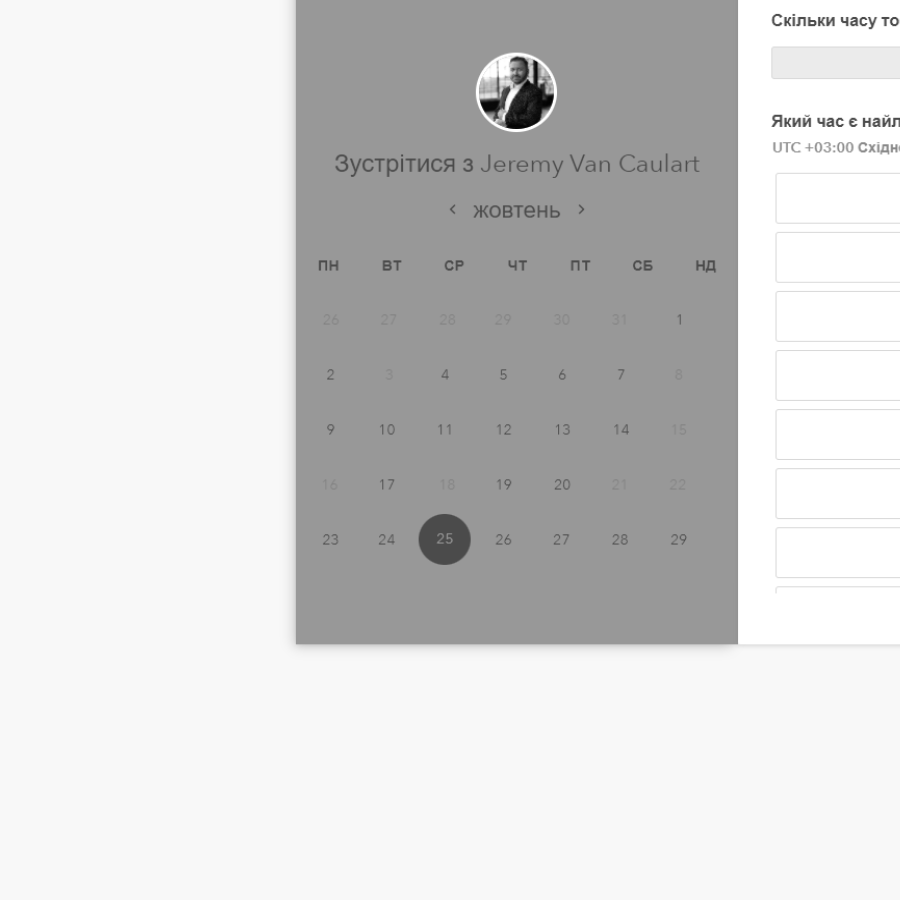 Скільки часу то
Який час є най
UTC +03:00 Східн
Зустрітися з Jeremy Van Caulart
жовтень
ПН ВТ СР ЧТ ПТ СБ НД
26 27 28 29 30 31 1
2 3 4 5 6 7 8
9 10 11 12 13 14 15
16 17 18 19 20 21 22
23 24 25 26 27 28 29